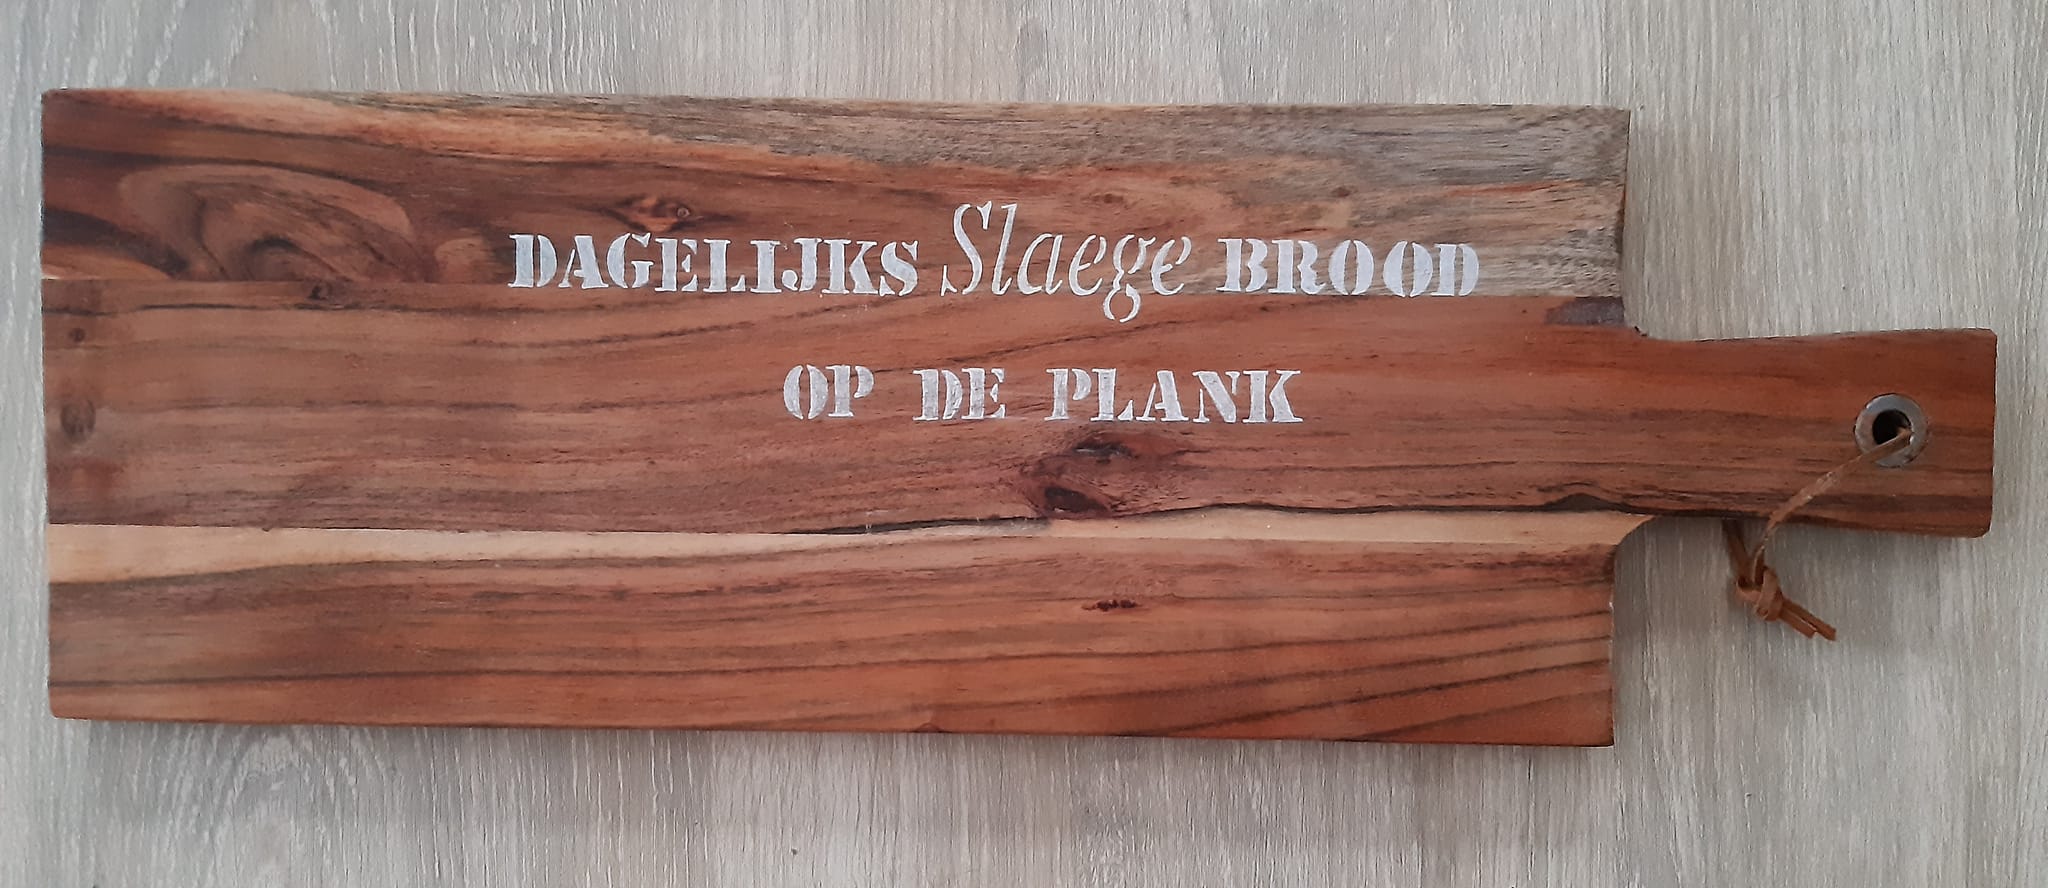 DAGELIJKS Slaege BROOD
OP DE PLANK